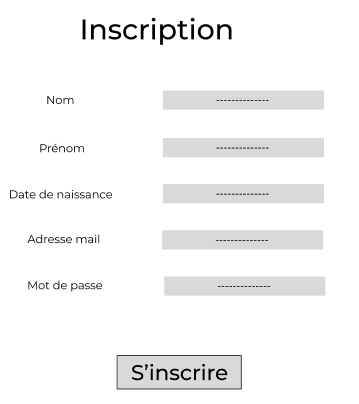 Inscription
Nom --------------
Prénom --------------
Date de naissance --------------
Adresse mail --------------
Mot de passe --------------
S'inscrire